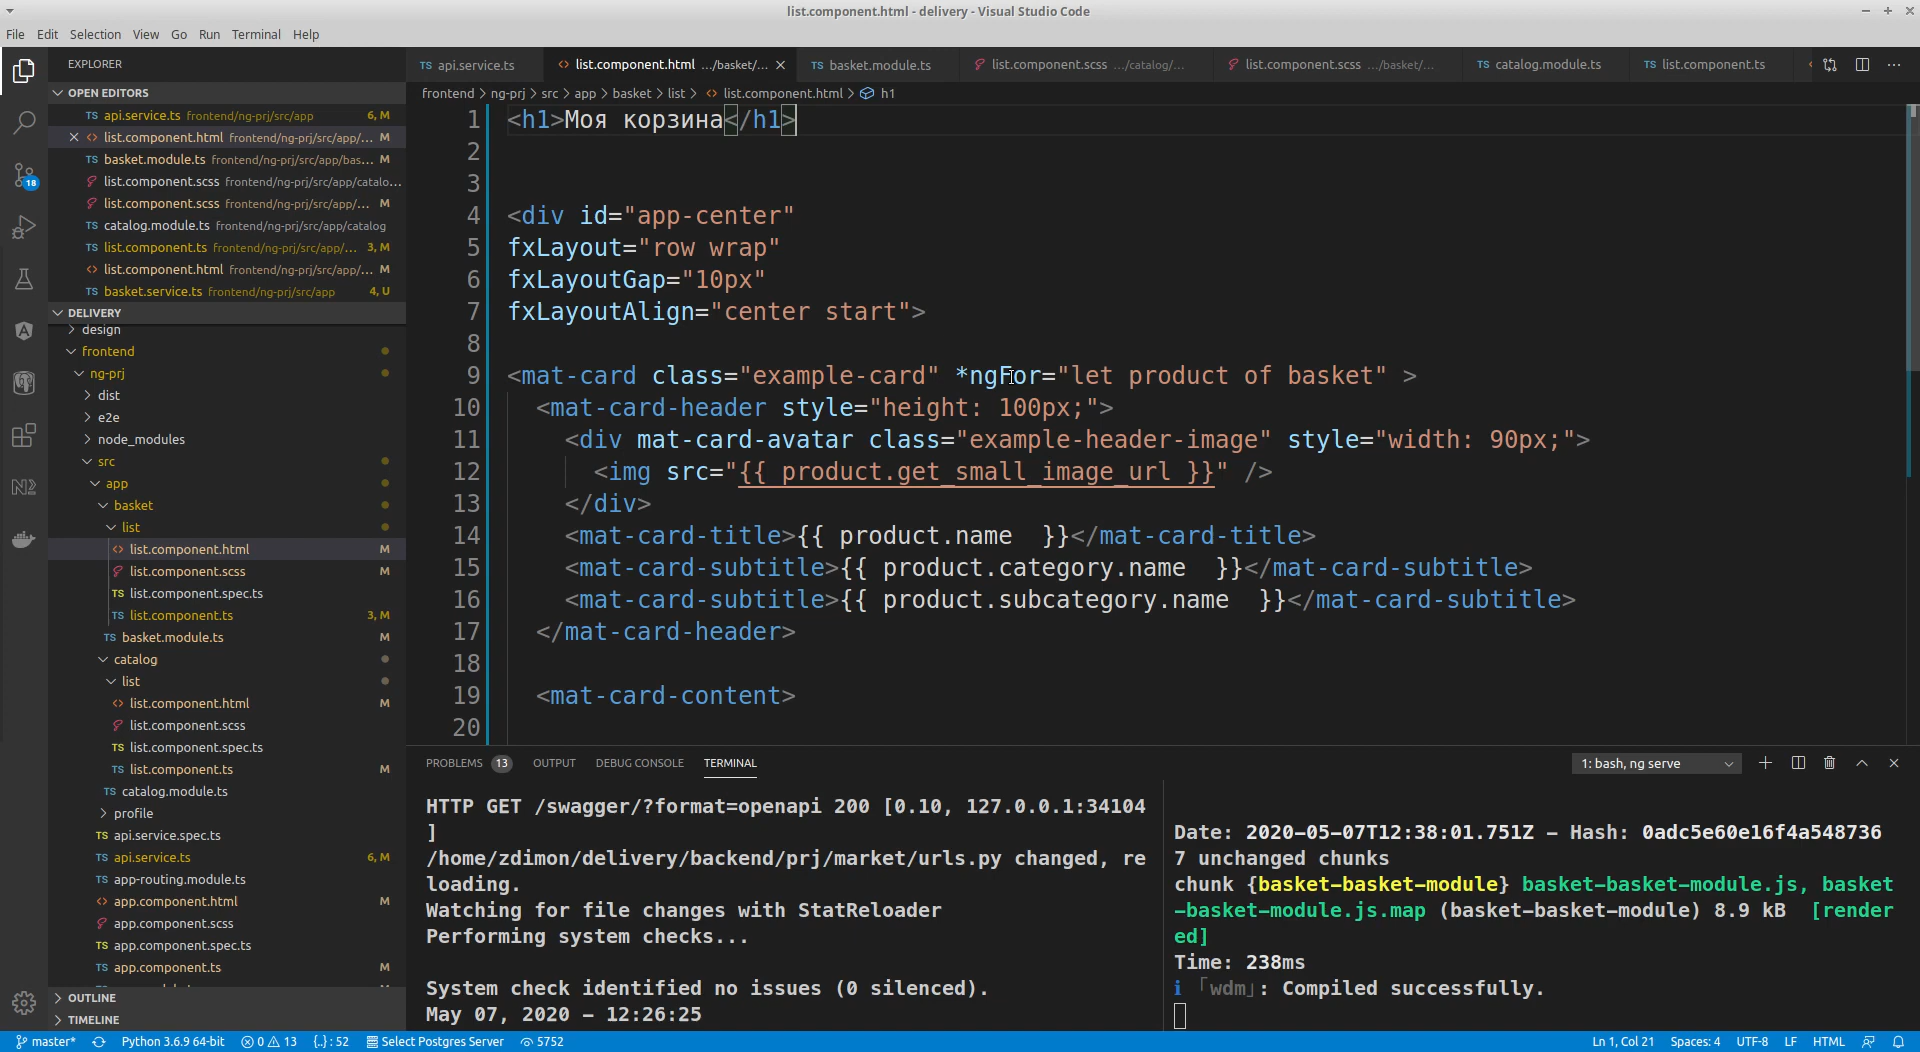 list.component.html - delivery - Visual Studio Code
File Edit Selection View Go Run Terminal Help
EXPLORER
OPEN EDITORS
TS api.service.ts frontend/ng-prj/src/app 6, M
list.component.html frontend/ng-prj/src/app/... M
TS basket.module.ts frontend/ng-prj/src/app/bas... M
list.component.scss frontend/ng-prj/src/app/catalo...
list.component.scss frontend/ng-prj/src/app/... M
TS catalog.module.ts frontend/ng-prj/src/app/catalog
TS list.component.ts frontend/ng-prj/src/app/... 3, M
list.component.html frontend/ng-prj/src/app/... M
TS basket.service.ts frontend/ng-prj/src/app 4, U
DELIVERY
design
frontend
ng-prj
dist
e2e
node_modules
src
app
basket
list
list.component.html M
list.component.scss M
TS list.component.spec.ts
TS list.component.ts 3, M
TS basket.module.ts M
catalog
list
list.component.html M
list.component.scss
TS list.component.spec.ts
TS list.component.ts M
TS catalog.module.ts
profile
TS api.service.spec.ts
TS api.service.ts 6, M
TS app-routing.module.ts
app.component.html M
app.component.scss
TS app.component.spec.ts
TS app.component.ts M
OUTLINE
TIMELINE
18
TS api.service.ts list.component.html .../basket/... TS basket.module.ts list.component.scss .../catalog/... list.component.scss .../basket/... TS catalog.module.ts TS list.component.ts
frontend > ng-prj > src > app > basket > list > list.component.html > h1
1 <h1>Моя корзина</h1>
2
3
4 <div id="app-center"
5 fxLayout="row wrap"
6 fxLayoutGap="10px"
7 fxLayoutAlign="center start">
8
9 <mat-card class="example-card" *ngFor="let product of basket" >
10 <mat-card-header style="height: 100px;">
11 <div mat-card-avatar class="example-header-image" style="width: 90px;">
12 <img src="{{ product.get_small_image_url }}" />
13 </div>
14 <mat-card-title>{{ product.name  }}</mat-card-title>
15 <mat-card-subtitle>{{ product.category.name  }}</mat-card-subtitle>
16 <mat-card-subtitle>{{ product.subcategory.name  }}</mat-card-subtitle>
17 </mat-card-header>
18
19 <mat-card-content>
20
PROBLEMS 13 OUTPUT DEBUG CONSOLE TERMINAL 1: bash, ng serve
HTTP GET /swagger/?format=openapi 200 [0.10, 127.0.0.1:34104
]
/home/zdimon/delivery/backend/prj/market/urls.py changed, re
loading.
Watching for file changes with StatReloader
Performing system checks...
System check identified no issues (0 silenced).
May 07, 2020 - 12:26:25
Date: 2020-05-07T12:38:01.751Z - Hash: 0adc5e60e16f4a548736
7 unchanged chunks
chunk {basket-basket-module} basket-basket-module.js, basket
-basket-module.js.map (basket-basket-module) 8.9 kB  [render
ed]
Time: 238ms
ℹ ｢wdm｣: Compiled successfully.
master* Python 3.6.9 64-bit 0 13 {..} : 52 Select Postgres Server 5752 Ln 1, Col 21 Spaces: 4 UTF-8 LF HTML